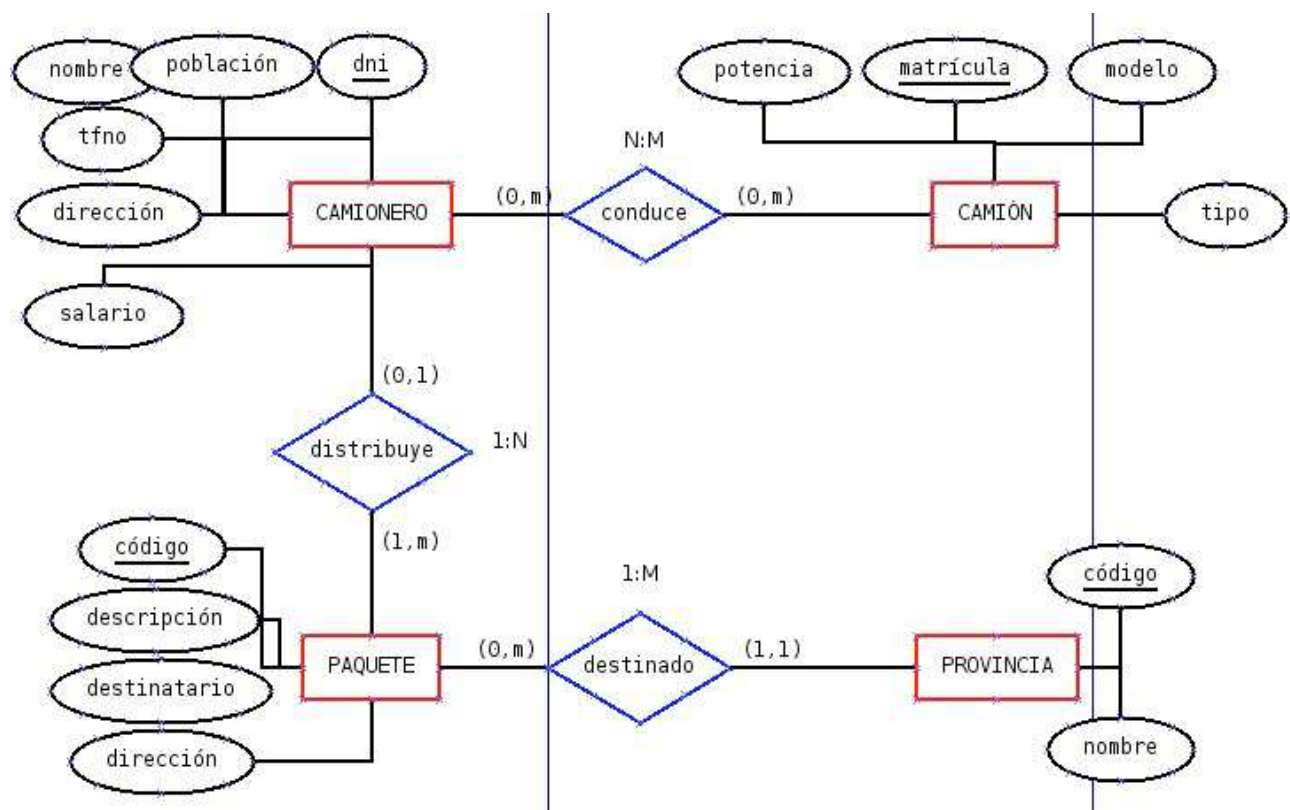 nombre
población
dni
potencia
matrícula
modelo
tfno
N:M
dirección
CAMIONERO
(0,m)
conduce
(0,m)
CAMIÓN
tipo
salario
(0,1)
distribuye
1:N
(1,m)
código
1:M
código
descripción
PAQUETE
(0,m)
destinado
(1,1)
PROVINCIA
destinatario
dirección
nombre